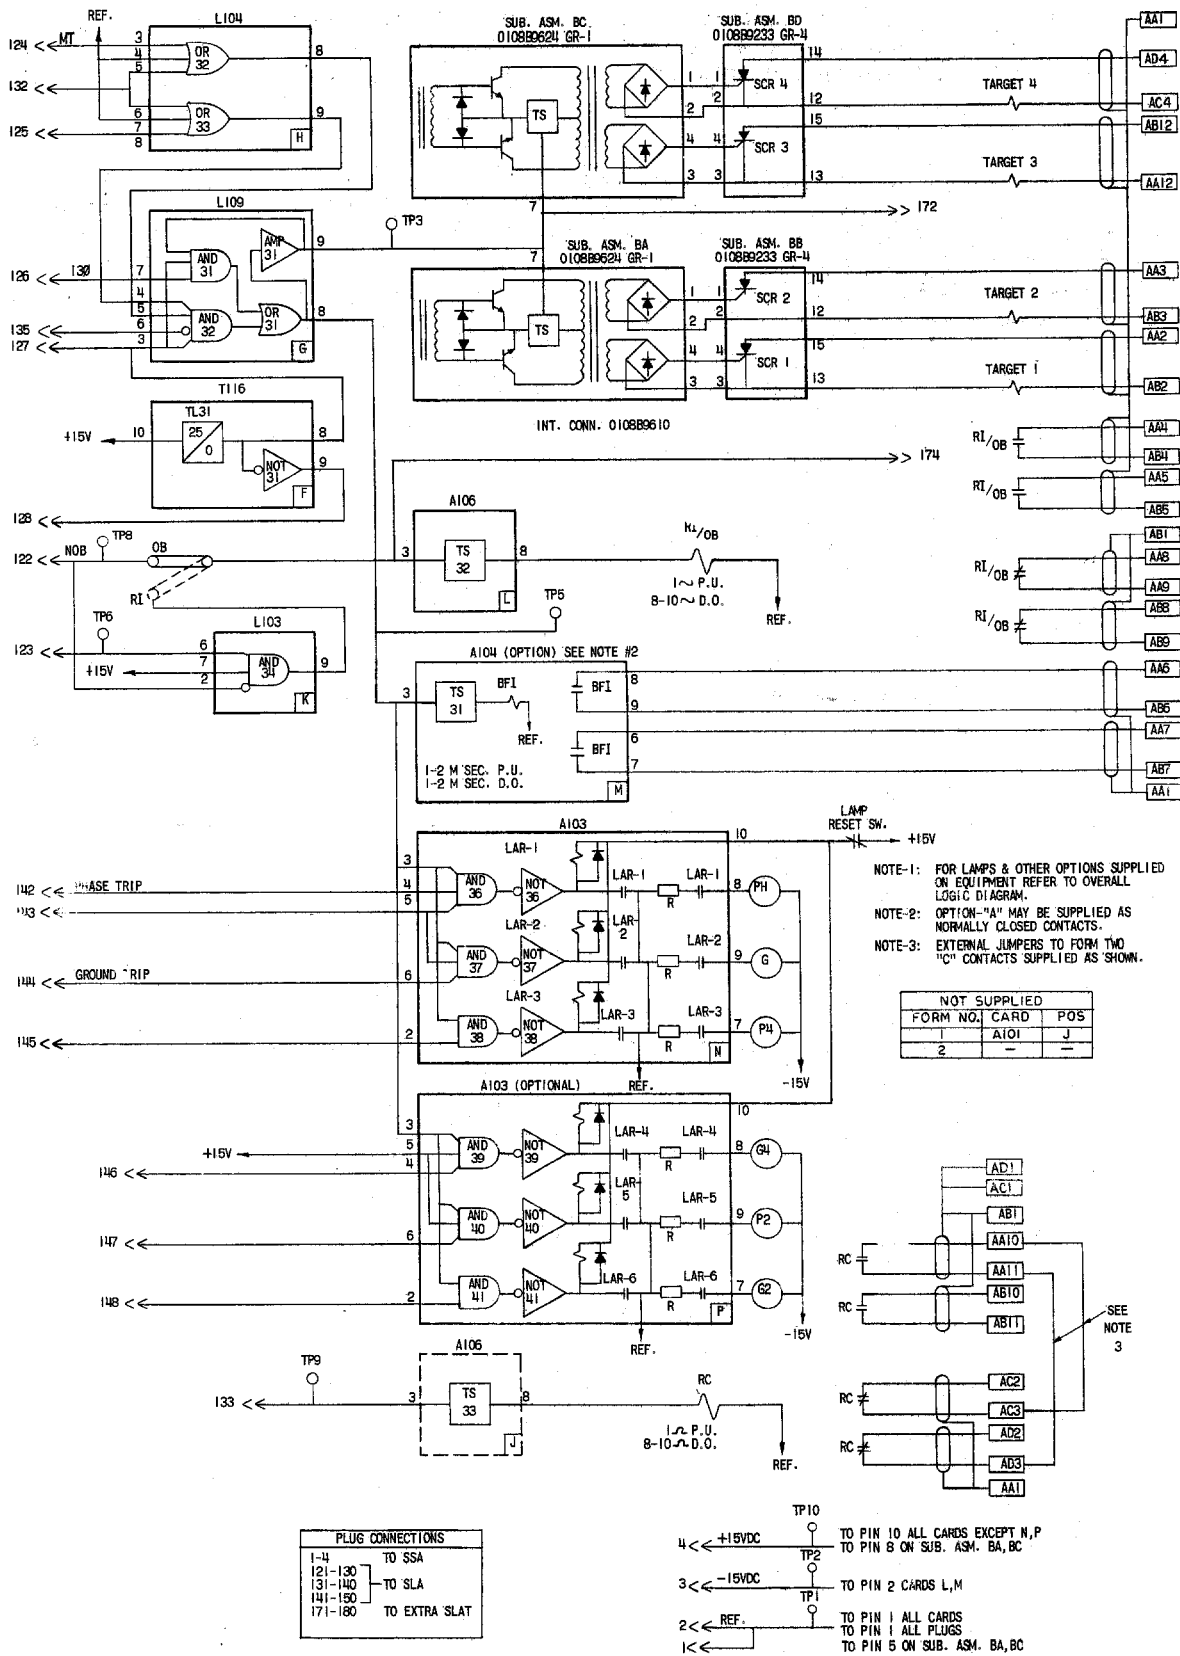 REF.
L104
124
MT
3
4
5
OR
32
8
132
OR
33
9
6
7
8
125
H
SUB. ASM. BC
0108B9624 GR-1
SUB. ASM. BD
0108B9233 GR-4
TS
1
2
4
3
1
2
4
3
SCR 4
SCR 3
14
12
15
13
TARGET 4
TARGET 3
AA1
AD4
AC4
AB12
AA12
7
172
L109
TP3
AMP
31
9
AND
31
126
130
7
4
5
6
3
135
127
AND
32
OR
31
8
G
SUB. ASM. BA
0108B9624 GR-1
SUB. ASM. BB
0108B9233 GR-4
7
TS
1
2
4
3
1
2
4
3
SCR 2
SCR 1
14
12
15
13
TARGET 2
TARGET 1
AA3
AB3
AA2
AB2
INT. CONN. 0108B9610
T116
TL31
+15V
10
25
0
8
NOT
31
9
F
128
174
RI/OB
AA4
AB4
RI/OB
AA5
AB5
TP8
122
NOB
OB
RI
A106
3
TS
32
8
L
RI/OB
1~ P.U.
8-10~ D.O.
REF.
TP5
AB1
RI/OB
AA8
AA9
RI/OB
AB8
AB9
TP6
L103
123
6
+15V
7
2
AND
34
9
K
A104 (OPTION) SEE NOTE #2
3
TS
31
BFI
REF.
BFI
8
9
BFI
6
7
1-2 M SEC. P.U.
1-2 M SEC. D.O.
M
AA6
AB6
AA7
AB7
AA1
A103
10
LAMP
RESET SW.
+15V
142
PHASE TRIP
143
3
4
5
AND
36
NOT
36
LAR-1
LAR-1
R
LAR-1
8
PH
144
GROUND TRIP
6
AND
37
NOT
37
LAR-2
LAR-
2
R
LAR-2
9
G
145
2
AND
38
NOT
38
LAR-3
LAR-3
R
LAR-3
7
P4
N
REF.
-15V
NOTE-1: FOR LAMPS & OTHER OPTIONS SUPPLIED
ON EQUIPMENT REFER TO OVERALL
LOGIC DIAGRAM.
NOTE-2: OPTION-"A" MAY BE SUPPLIED AS
NORMALLY CLOSED CONTACTS.
NOTE-3: EXTERNAL JUMPERS TO FORM TWO
"C" CONTACTS SUPPLIED AS SHOWN.
NOT SUPPLIED
FORM NO. CARD POS
1 A101 J
2 — —
A103 (OPTIONAL)
10
+15V
146
3
5
4
AND
39
NOT
39
LAR-4
R
LAR-4
8
G4
147
6
AND
40
NOT
40
LAR-
5
R
LAR-5
9
P2
148
2
AND
41
NOT
41
LAR-6
R
LAR-6
7
G2
P
REF.
-15V
AD1
AC1
AB1
RC
AA10
AA11
RC
AB10
AB11
SEE
NOTE
3
RC
AC2
AC3
RC
AD2
AD3
AA1
A106
TP9
133
3
TS
33
8
J
RC
1~ P.U.
8-10~ D.O.
REF.
PLUG CONNECTIONS
1-4 TO SSA
121-130
131-140 TO SLA
141-150
171-180 TO EXTRA SLAT
TP10
4 +15VDC
TO PIN 10 ALL CARDS EXCEPT N,P
TO PIN 8 ON SUB. ASM. BA,BC
TP2
3 -15VDC
TO PIN 2 CARDS L,M
TP1
2 REF.
1
TO PIN 1 ALL CARDS
TO PIN 1 ALL PLUGS
TO PIN 5 ON SUB. ASM. BA,BC